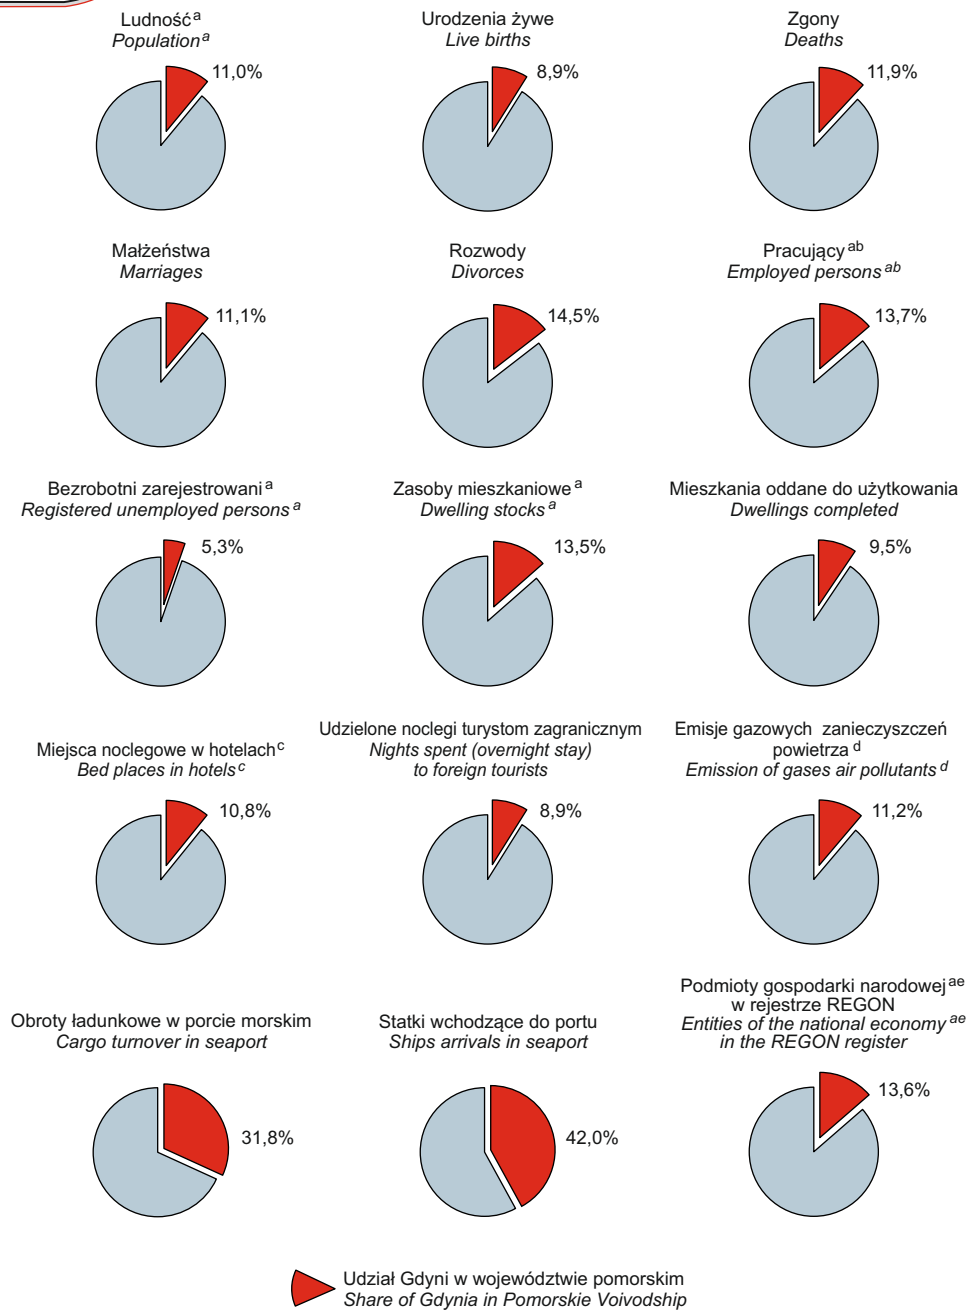 Ludność a
Population a
11,0%
Urodzenia żywe
Live births
8,9%
Zgony
Deaths
11,9%
Małżeństwa
Marriages
11,1%
Rozwody
Divorces
14,5%
Pracujący ab
Employed persons ab
13,7%
Bezrobotni zarejestrowani a
Registered unemployed persons a
5,3%
Zasoby mieszkaniowe a
Dwelling stocks a
13,5%
Mieszkania oddane do użytkowania
Dwellings completed
9,5%
Miejsca noclegowe w hotelach c
Bed places in hotels c
10,8%
Udzielone noclegi turystom zagranicznym
Nights spent (overnight stay)
to foreign tourists
8,9%
Emisje gazowych zanieczyszczeń
powietrza d
Emission of gases air pollutants d
11,2%
Obroty ładunkowe w porcie morskim
Cargo turnover in seaport
31,8%
Statki wchodzące do portu
Ships arrivals in seaport
42,0%
Podmioty gospodarki narodowej ae
w rejestrze REGON
Entities of the national economy ae
in the REGON register
13,6%
Udział Gdyni w województwie pomorskim
Share of Gdynia in Pomorskie Voivodship